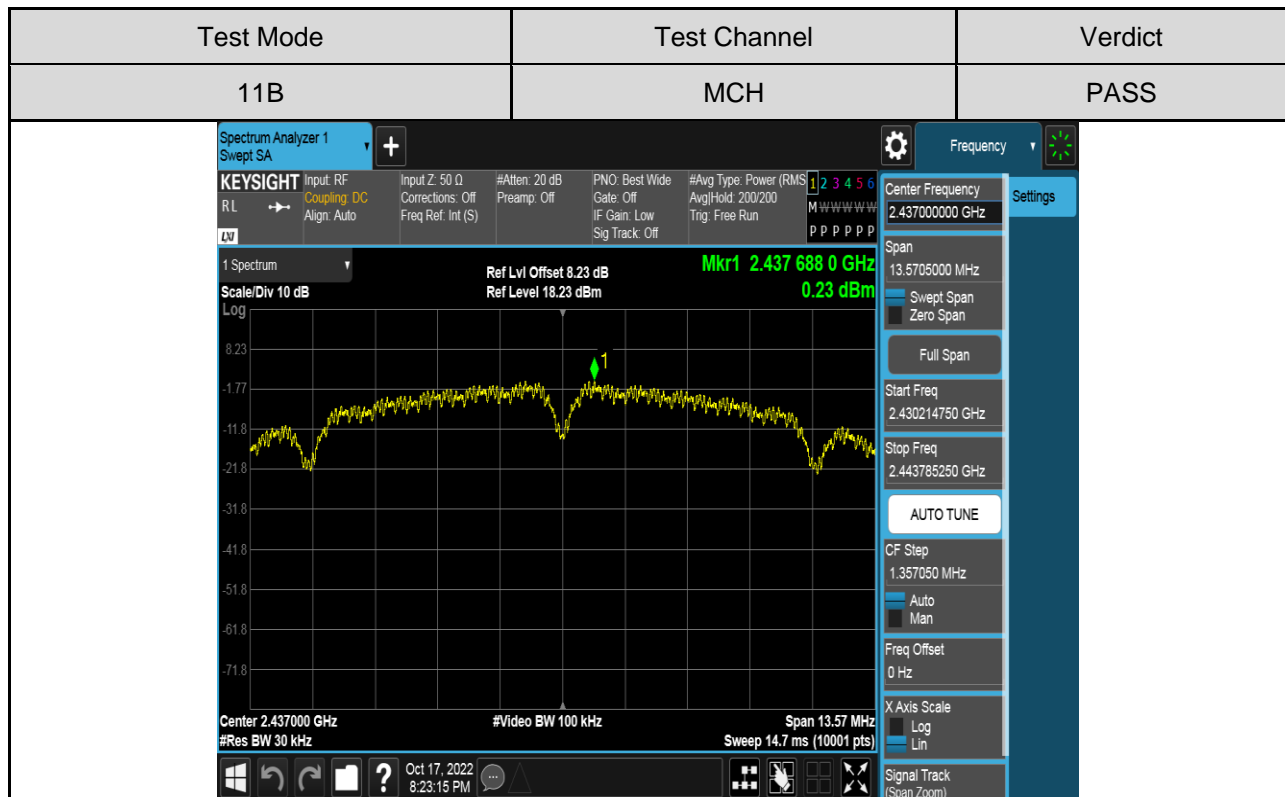 Test Mode Test Channel Verdict
11B MCH PASS
Spectrum Analyzer 1
Swept SA
Frequency
KEYSIGHT
RL
LXI
Input: RF
Coupling: DC
Align: Auto
Input Z: 50 Ω
Corrections: Off
Freq Ref: Int (S)
#Atten: 20 dB
Preamp: Off
PNO: Best Wide
Gate: Off
IF Gain: Low
Sig Track: Off
#Avg Type: Power (RMS
Avg|Hold: 200/200
Trig: Free Run
1 2 3 4 5 6
M W W W W W
P P P P P P
1 Spectrum
Scale/Div 10 dB
Ref Lvl Offset 8.23 dB
Ref Level 18.23 dBm
Mkr1 2.437 688 0 GHz
0.23 dBm
Log
8.23
-1.77
-11.8
-21.8
-31.8
-41.8
-51.8
-61.8
-71.8
1
Center 2.437000 GHz
#Res BW 30 kHz
#Video BW 100 kHz
Span 13.57 MHz
Sweep 14.7 ms (10001 pts)
Oct 17, 2022
8:23:15 PM
Center Frequency
2.437000000 GHz
Settings
Span
13.5705000 MHz
Swept Span
Zero Span
Full Span
Start Freq
2.430214750 GHz
Stop Freq
2.443785250 GHz
AUTO TUNE
CF Step
1.357050 MHz
Auto
Man
Freq Offset
0 Hz
X Axis Scale
Log
Lin
Signal Track
(Span Zoom)